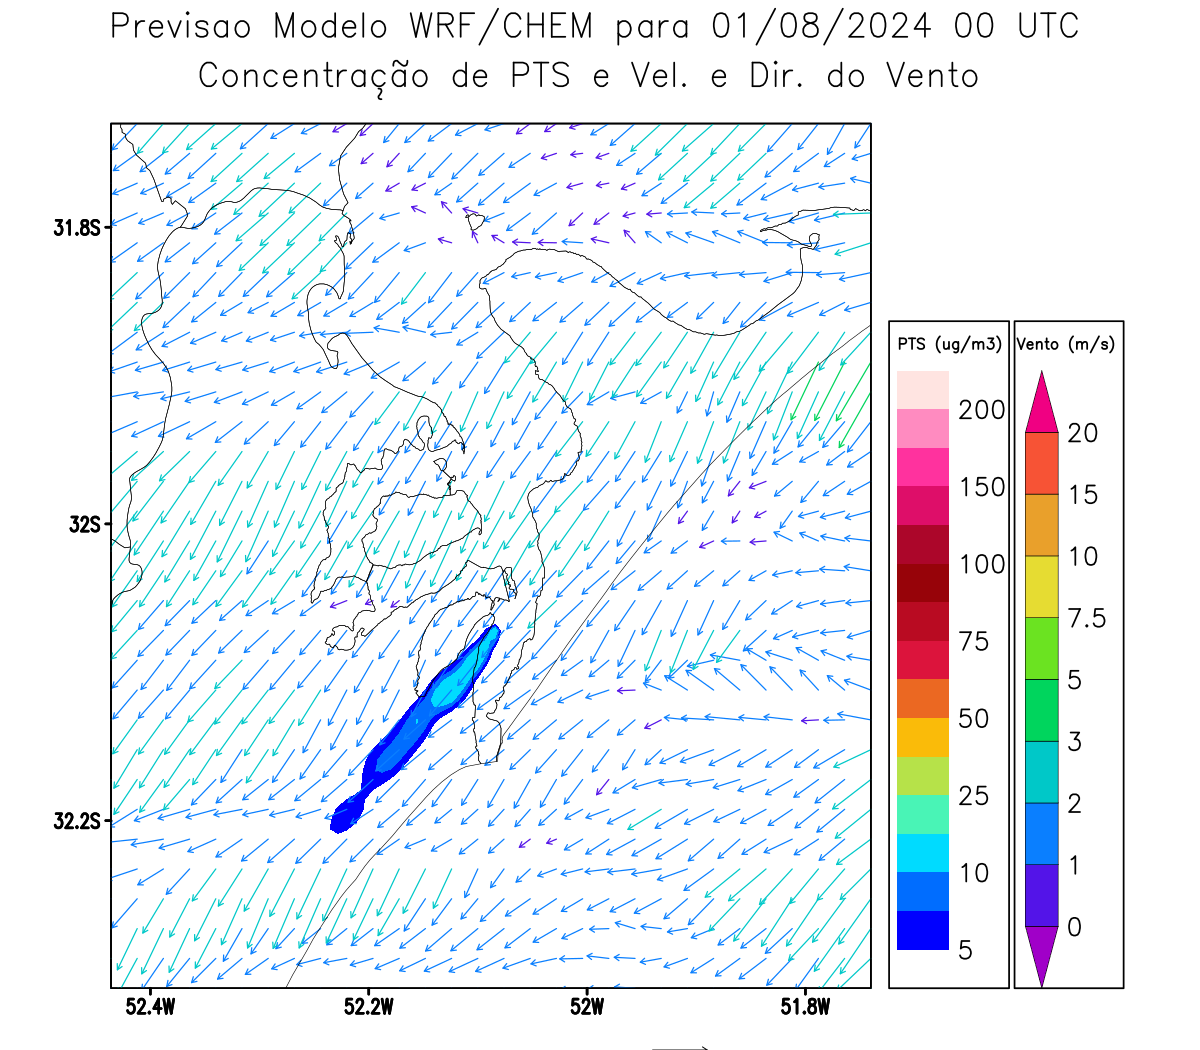 Previsao Modelo WRF/CHEM para 01/08/2024 00 UTC
Concentração de PTS e Vel. e Dir. do Vento
31.8S
32S
32.2S
52.4W
52.2W
52W
51.8W
PTS (ug/m3)
200
150
100
75
50
25
10
5
Vento (m/s)
20
15
10
7.5
5
3
2
1
0